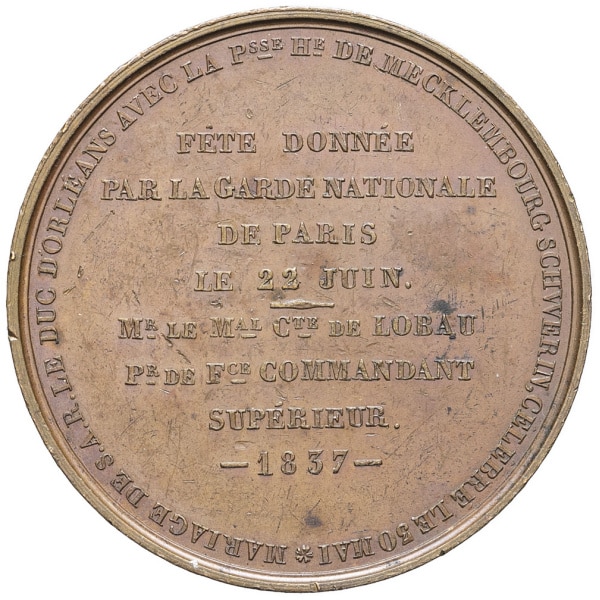 MARIAGE DE S.A.R. LE DUC D'ORLÉANS AVEC LA PSSE HE DE MECKLEMBOURG SCHWERIN, CELEBRÉ LE 30 MAI
FÊTE DONNÉE
PAR LA GARDE NATIONALE
DE PARIS
LE 22 JUIN.
MR LE MAL CTE DE LOBAU
PR DE FCE COMMANDANT
SUPÉRIEUR.
— 1837 —